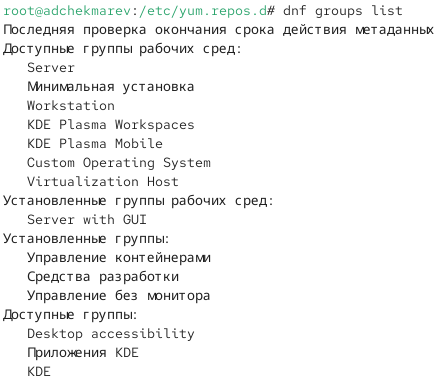 root@adchekmarev:/etc/yum.repos.d# dnf groups list
Последняя проверка окончания срока действия метаданных
Доступные группы рабочих сред:
Server
Минимальная установка
Workstation
KDE Plasma Workspaces
KDE Plasma Mobile
Custom Operating System
Virtualization Host
Установленные группы рабочих сред:
Server with GUI
Установленные группы:
Управление контейнерами
Средства разработки
Управление без монитора
Доступные группы:
Desktop accessibility
Приложения KDE
KDE